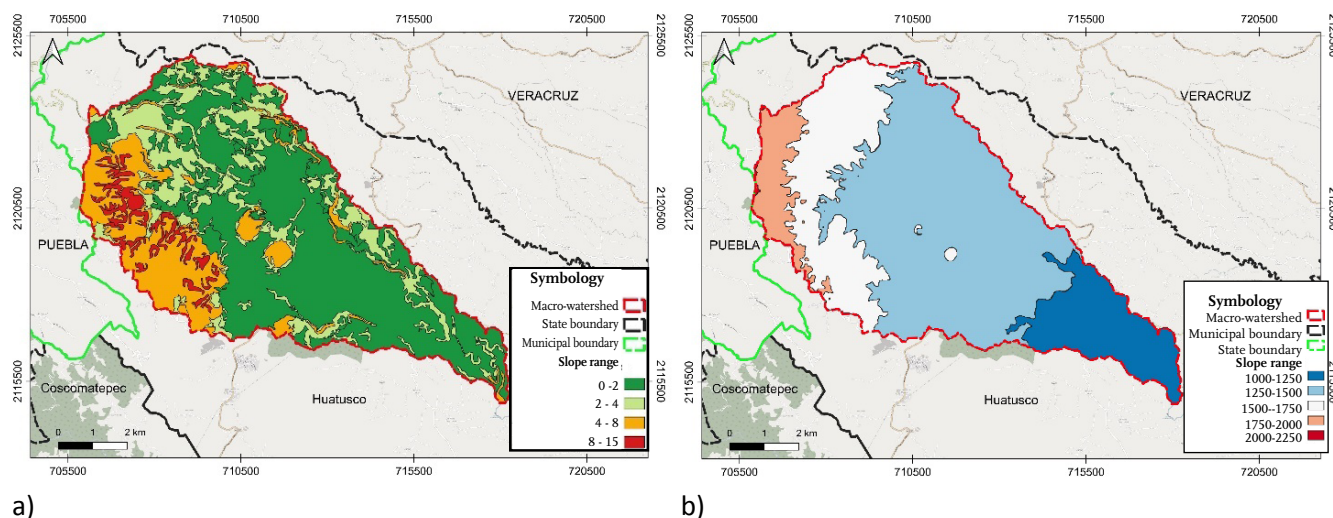 705500 710500 715500 720500
2125500
2125500
VERACRUZ
2120500
2120500
PUEBLA
Symbology
Macro-watershed
State boundary
Municipal boundary
Slope range
0 - 2
2 - 4
4 - 8
8 - 15
2115500
2115500
Coscomatepec
Huatusco
0 1 2 km
705500 710500 715500 720500
a)
705500 710500 715500 720500
2125500
VERACRUZ
2120500
2120500
PUEBLA
Symbology
Macro-watershed
Municipal boundary
State boundary
Slope range
1000-1250
1250-1500
1500--1750
1750-2000
2000-2250
2115500
Coscomatepec
Huatusco
0 1 2 km
705500 710500 715500 720500
b)